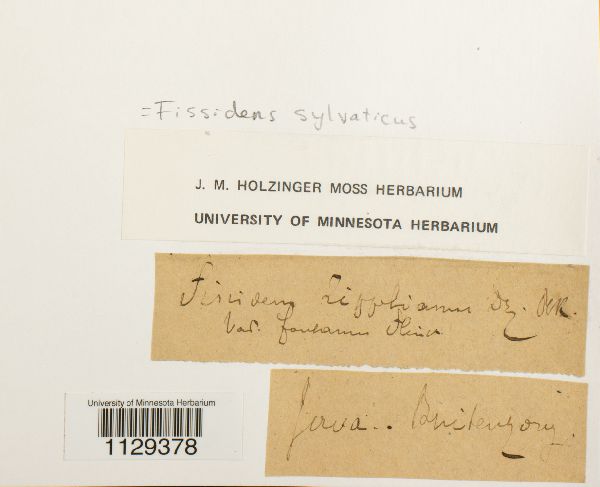 = Fissidens sylvaticus
J. M. HOLZINGER MOSS HERBARIUM
UNIVERSITY OF MINNESOTA HERBARIUM
Fissidens Zippelianus Dz. Mk.
Var.
University of Minnesota Herbarium
1129378
Java.. Buitenzorg.